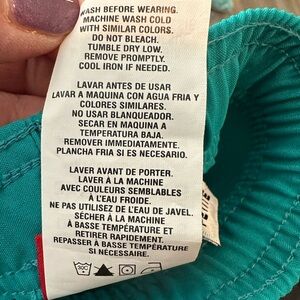 WASH BEFORE WEARING.
MACHINE WASH COLD
WITH SIMILAR COLORS.
DO NOT BLEACH.
TUMBLE DRY LOW.
REMOVE PROMPTLY.
COOL IRON IF NEEDED.
LAVAR ANTES DE USAR
LAVAR A MAQUINA CON AGUA FRIA Y
COLORES SIMILARES.
NO USAR BLANQUEADOR.
SECAR EN MAQUINA A
TEMPERATURA BAJA.
REMOVER IMMEDIATAMENTE.
PLANCHA FRIA SI ES NECESARIO.
LAVER AVANT DE PORTER.
LAVER À LA MACHINE
AVEC COULEURS SEMBLABLES
À L'EAU FROIDE.
NE PAS UTILISEZ DE L'EAU DE JAVEL.
SÉCHER À LA MACHINE
À BASSE TEMPÉRATURE ET
RETIRER RAPIDEMENT.
REPASSER À BASSE TEMPÉRATURE
SI NÉCESSAIRE.